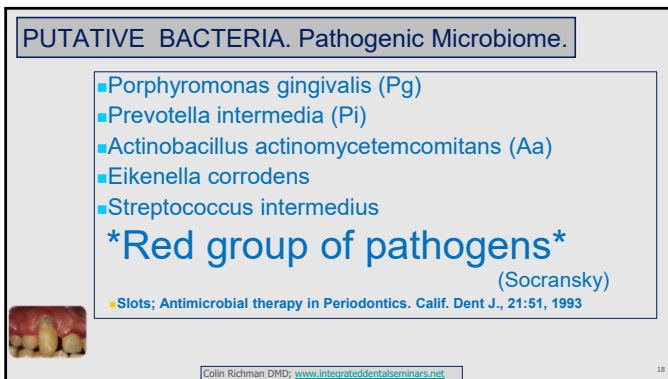 PUTATIVE BACTERIA. Pathogenic Microbiome.
Porphyromonas gingivalis (Pg)
Prevotella intermedia (Pi)
Actinobacillus actinomycetemcomitans (Aa)
Eikenella corrodens
Streptococcus intermedius
*Red group of pathogens*
(Socransky)
Slots; Antimicrobial therapy in Periodontics. Calif. Dent J., 21:51, 1993
Colin Richman DMD; www.integrateddentalseminars.net
18